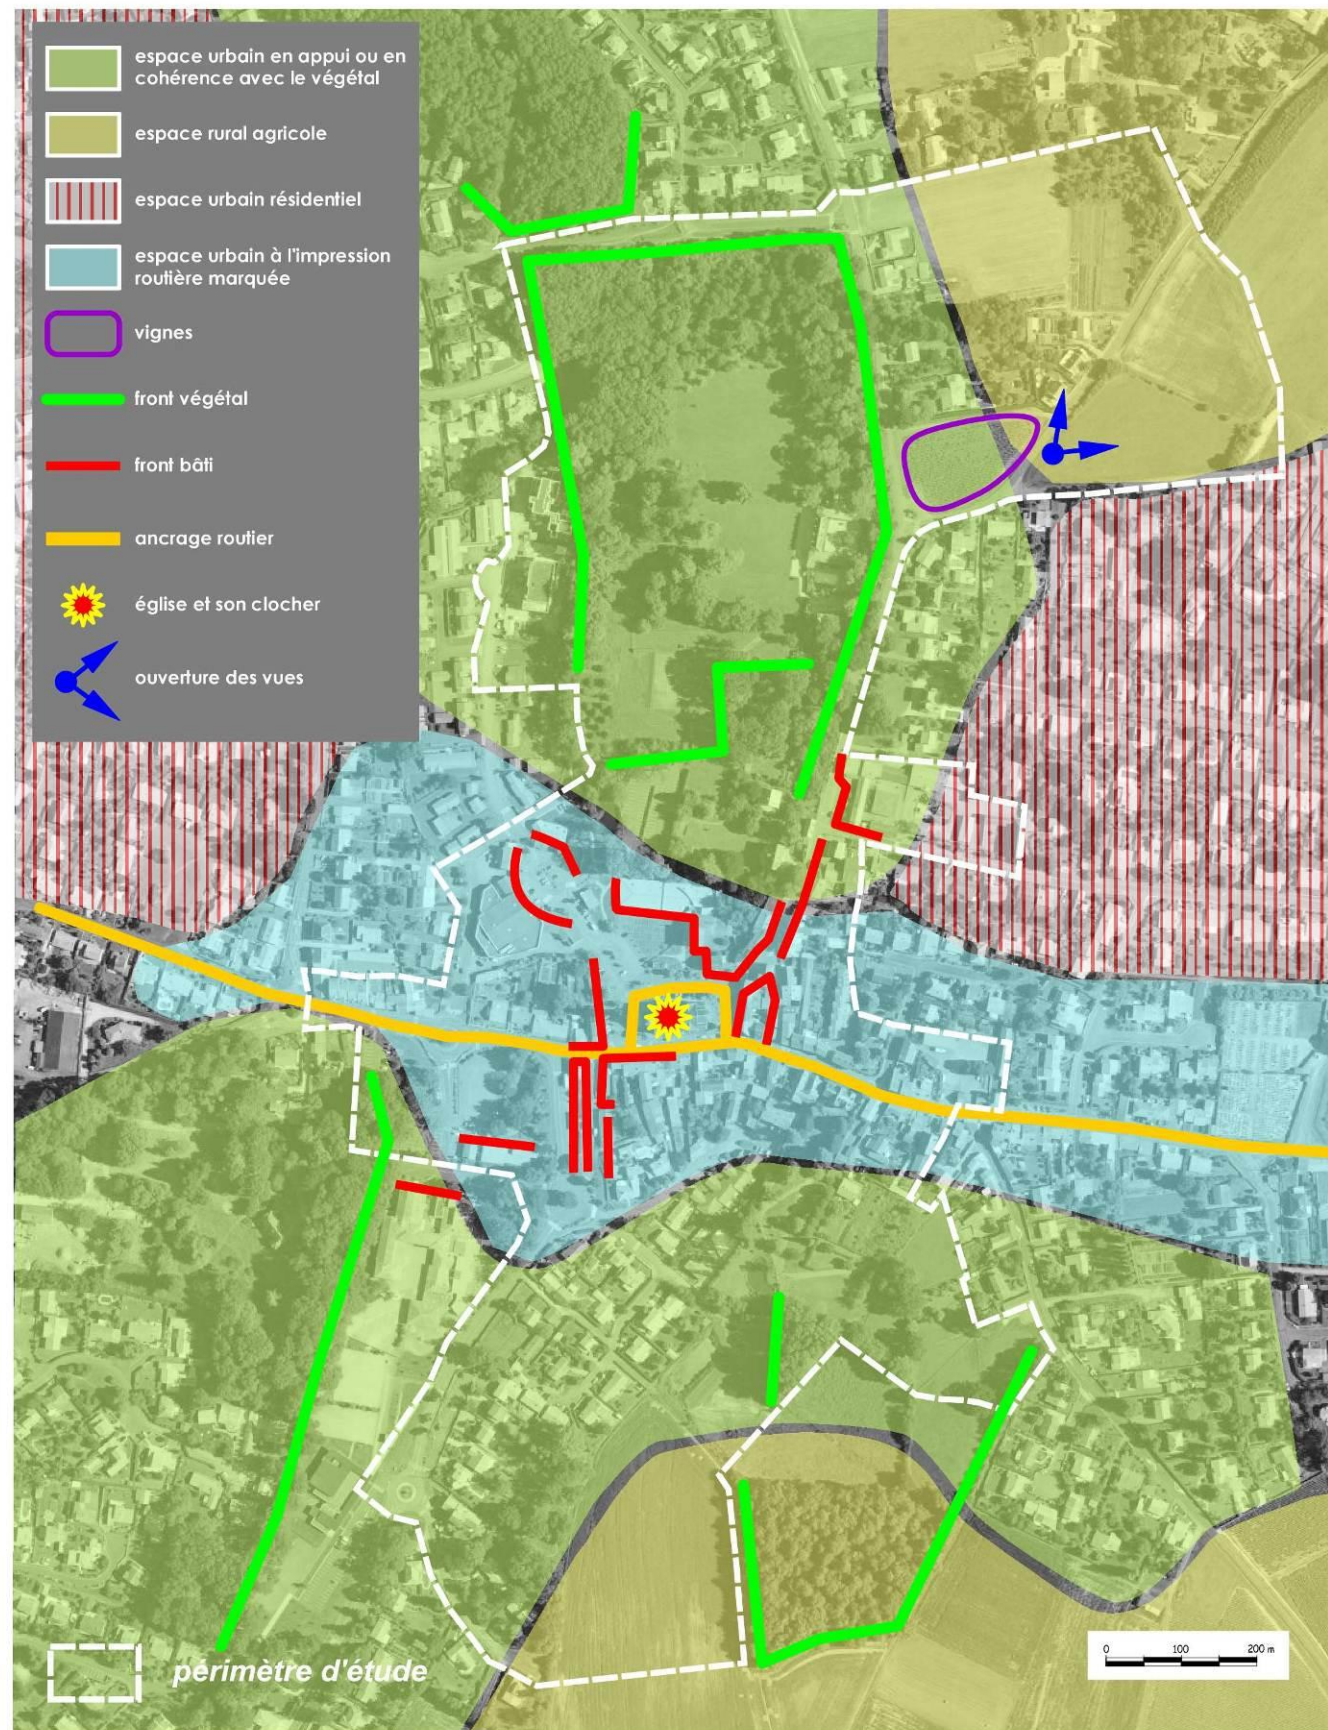 espace urbain en appui ou en
cohérence avec le végétal
espace rural agricole
espace urbain résidentiel
espace urbain à l'impression
routière marquée
vignes
front végétal
front bâti
ancrage routier
église et son clocher
ouverture des vues
périmètre d'étude
0 100 200 m